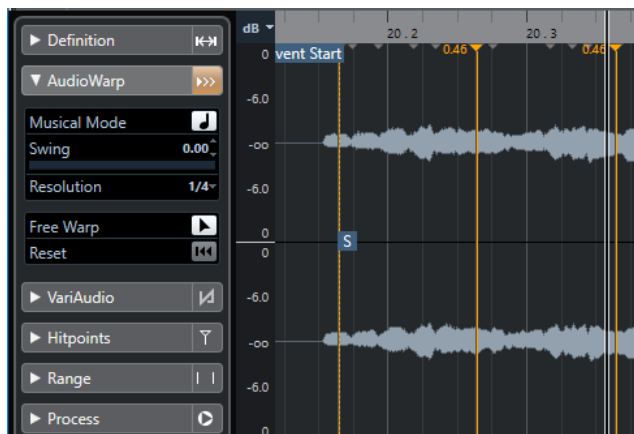 Definition
AudioWarp
Musical Mode
Swing 0.00
Resolution 1/4
Free Warp
Reset
VariAudio
Hitpoints
Range
Process
dB
20.2 20.3
0 vent Start 0.46 0.46
-6.0
-∞
-6.0
0
S
0
-6.0
-∞
-6.0
0